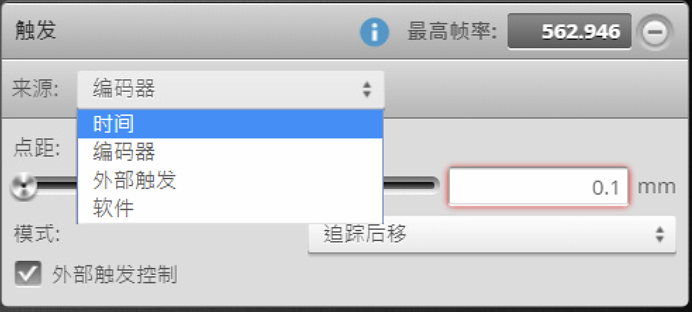 触发 最高帧率: 562.946
来源: 编码器
时间
点距: 编码器
外部触发 0.1 mm
软件
模式: 追踪后移
外部触发控制